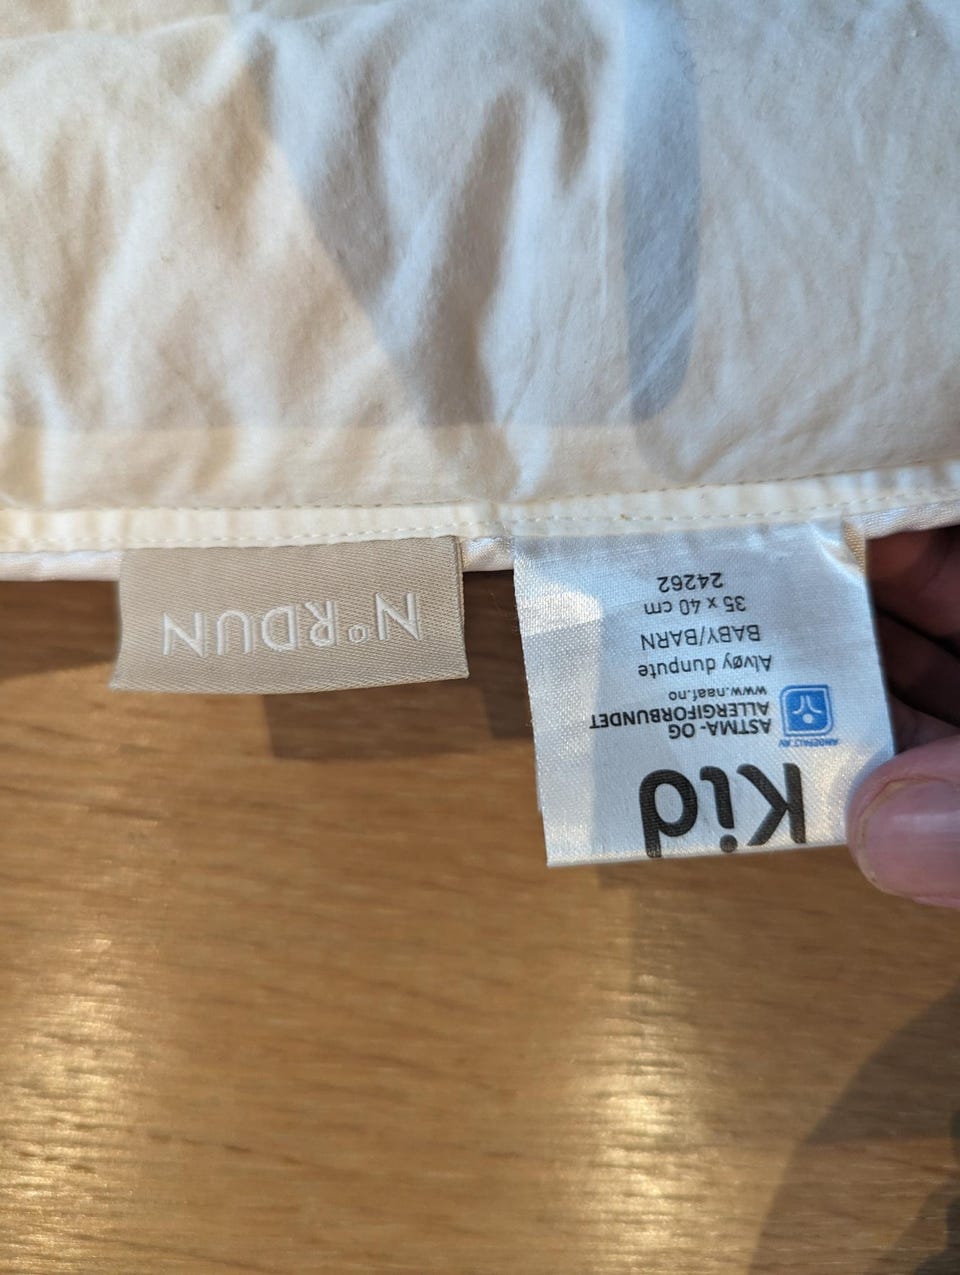 Kid
ANBEFALT AV
ASTMA- OG
ALLERGIFORBUNDET
www.naaf.no
Alvøy dunpute
BABY/BARN
35 x 40 cm
24262
NORDUN